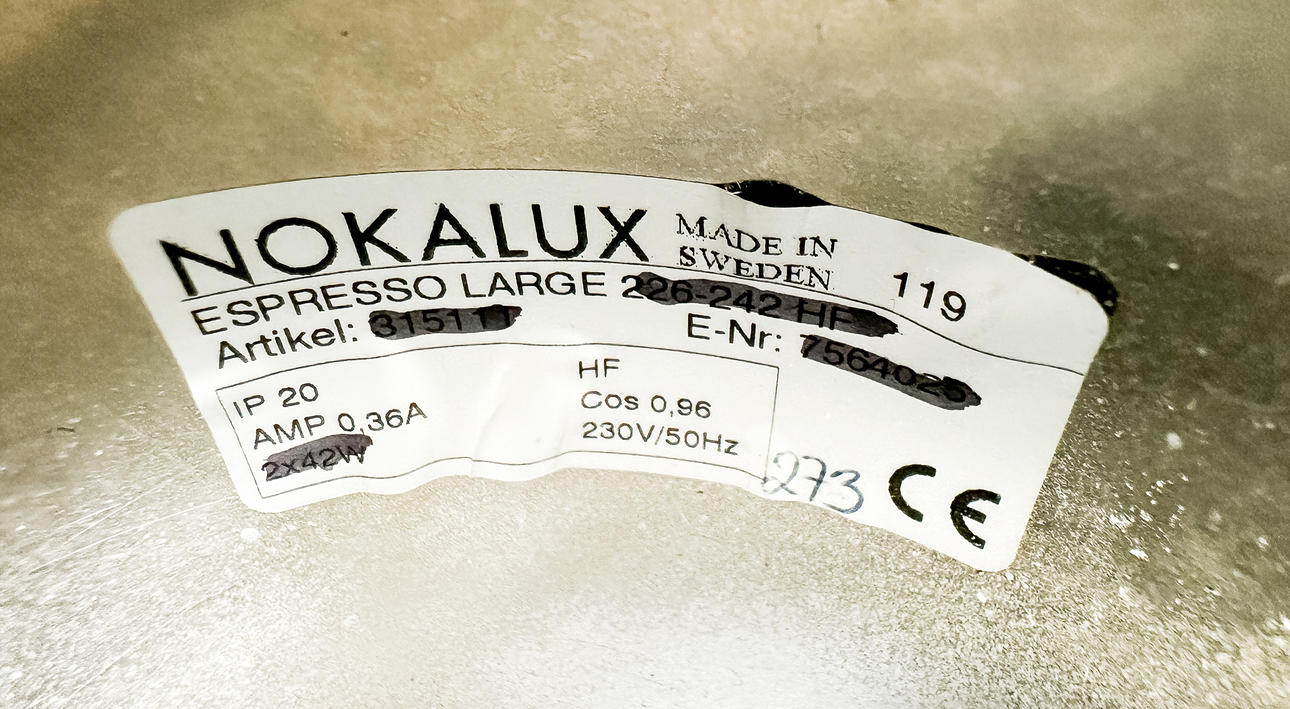 NOKALUX MADE IN
SWEDEN 119
ESPRESSO LARGE 226-242 HF
Artikel: 315111 E-Nr: 7564025
IP 20 HF
AMP 0,36A Cos 0,96
2x42W 230V/50Hz
273 CE